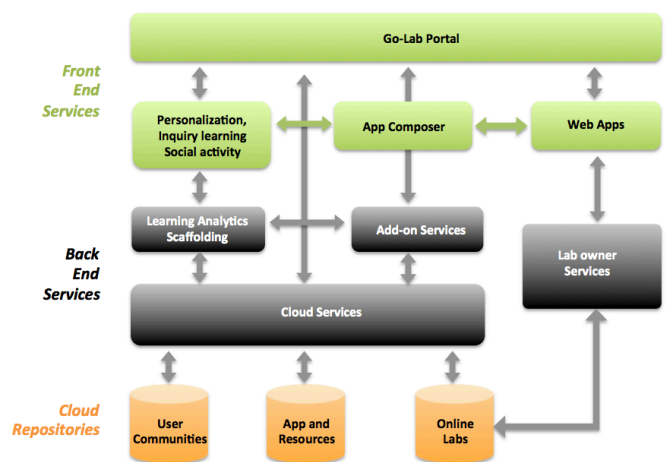 Go-Lab Portal
Front
End
Services
Personalization,
Inquiry learning
Social activity
App Composer
Web Apps
Learning Analytics
Scaffolding
Add-on Services
Back
End
Services
Lab owner
Services
Cloud Services
Cloud
Repositories
User
Communities
App and
Resources
Online
Labs